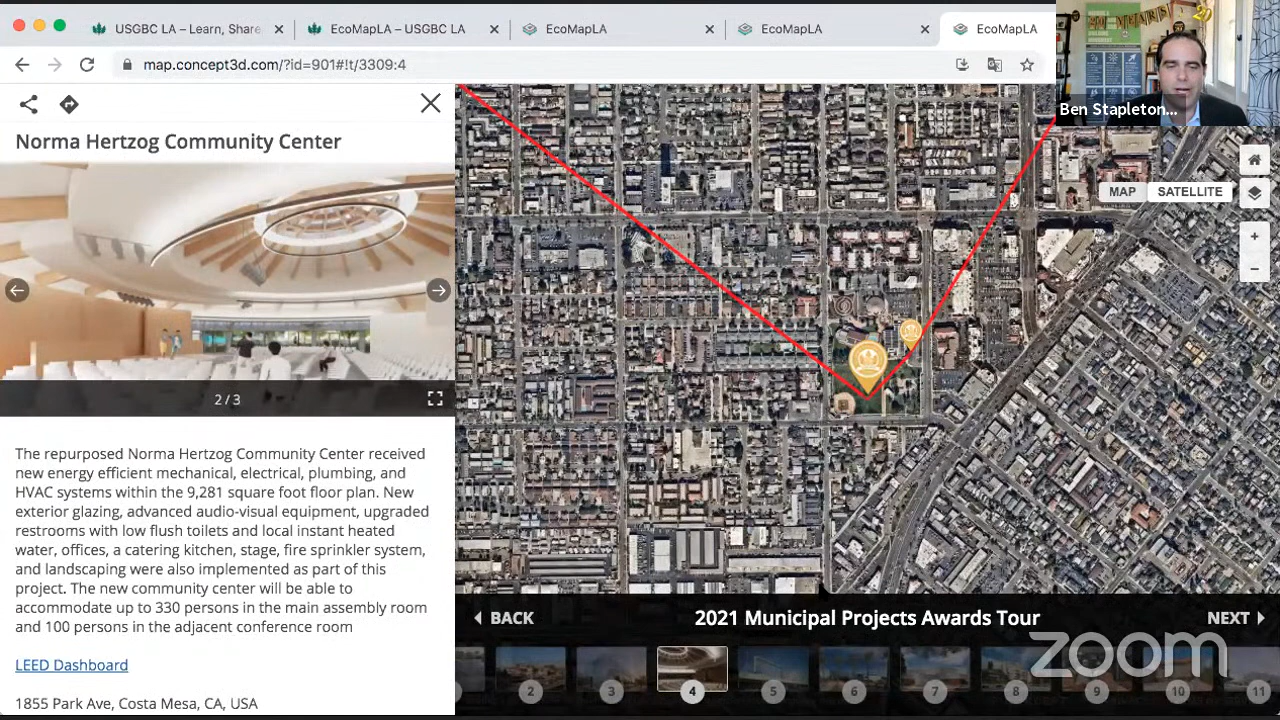 USGBC LA – Learn, Share,
EcoMapLA - USGBC LA
EcoMapLA
EcoMapLA
EcoMapLA
map.concept3d.com/?id=901#!t/3309:4
YEARS
Ben Stapleton...
Norma Hertzog Community Center
MAP
SATELLITE
2 / 3
The repurposed Norma Hertzog Community Center received
new energy efficient mechanical, electrical, plumbing, and
HVAC systems within the 9,281 square foot floor plan. New
exterior glazing, advanced audio-visual equipment, upgraded
restrooms with low flush toilets and local instant heated
water, offices, a catering kitchen, stage, fire sprinkler system,
and landscaping were also implemented as part of this
project. The new community center will be able to
accommodate up to 330 persons in the main assembly room
and 100 persons in the adjacent conference room
LEED Dashboard
1855 Park Ave, Costa Mesa, CA, USA
BACK
2021 Municipal Projects Awards Tour
NEXT
zoom
2
3
4
5
6
7
8
9
10
11